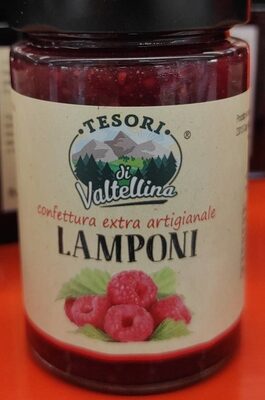 · TESORI ·
di
Valtellina
®
confettura extra artigianale
LAMPONI